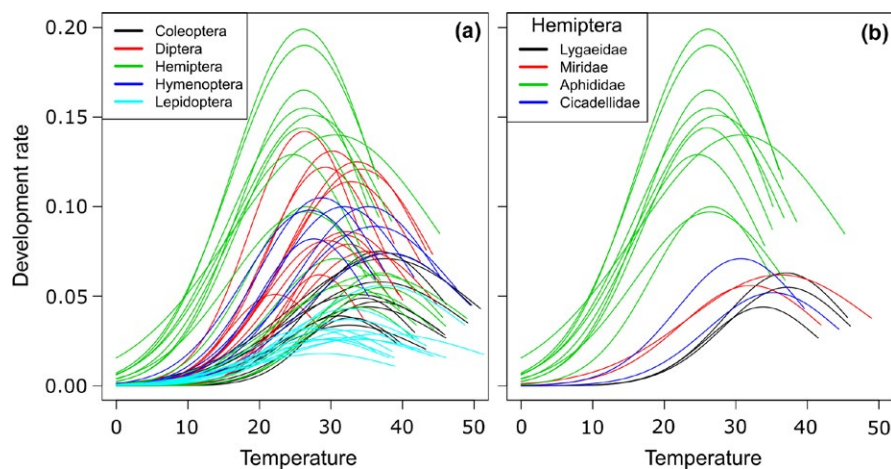 (a)
Coleoptera
Diptera
Hemiptera
Hymenoptera
Lepidoptera
0.20
0.15
0.10
0.05
0.00
Development rate
0 10 20 30 40 50
Temperature
(b)
Hemiptera
Lygaeidae
Miridae
Aphididae
Cicadellidae
0 10 20 30 40 50
Temperature